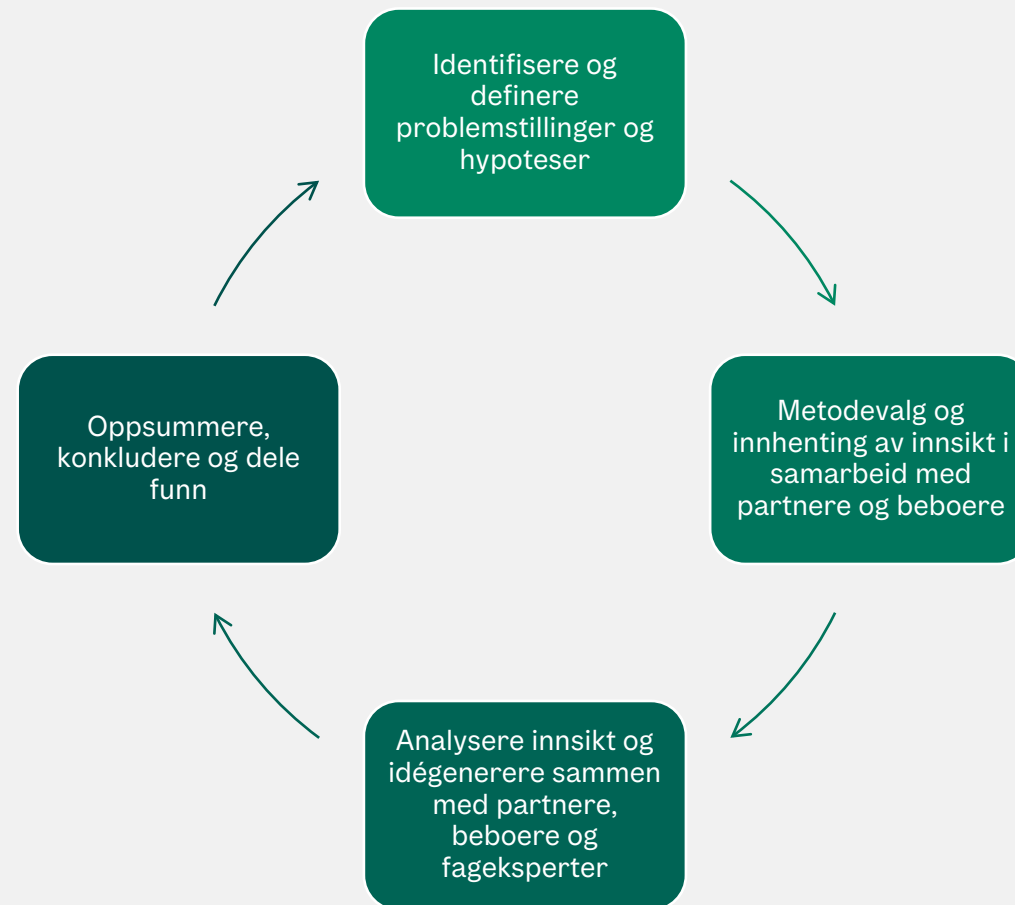 Identifisere og
definere
problemstillinger og
hypoteser
Metodevalg og
innhenting av innsikt i
samarbeid med
partnere og beboere
Analysere innsikt og
idégenerere sammen
med partnere,
beboere og
fageksperter
Oppsummere,
konkludere og dele
funn